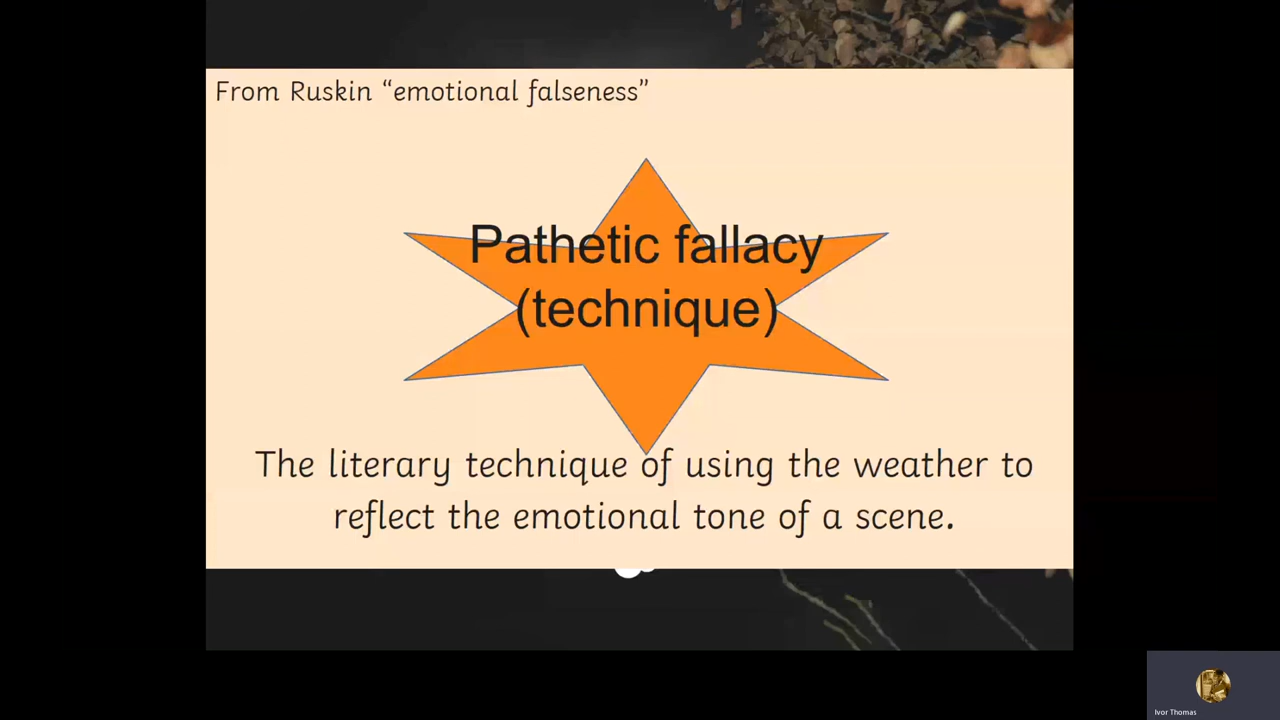 From Ruskin “emotional falseness”
Pathetic fallacy
(technique)
The literary technique of using the weather to
reflect the emotional tone of a scene.
Ivor Thomas